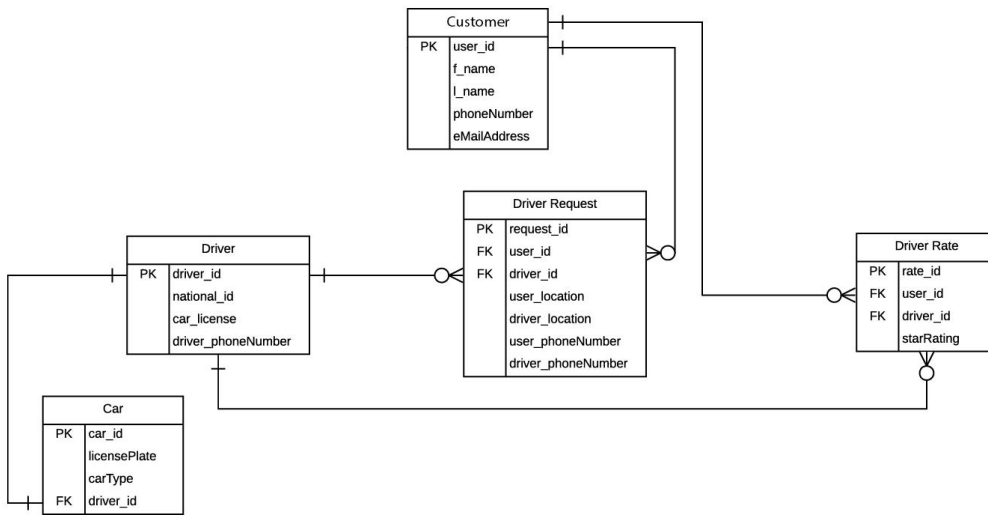 Customer
PK user_id
f_name
l_name
phoneNumber
eMailAddress
Driver Request
PK request_id
FK user_id
FK driver_id
user_location
driver_location
user_phoneNumber
driver_phoneNumber
Driver
PK driver_id
national_id
car_license
driver_phoneNumber
Driver Rate
PK rate_id
FK user_id
FK driver_id
starRating
Car
PK car_id
licensePlate
carType
FK driver_id